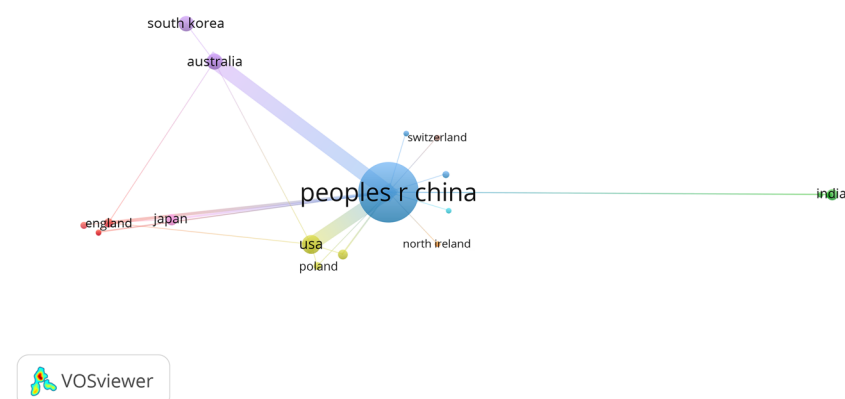 south korea
australia
switzerland
peoples r china
india
england
japan
usa
north ireland
poland
VOSviewer